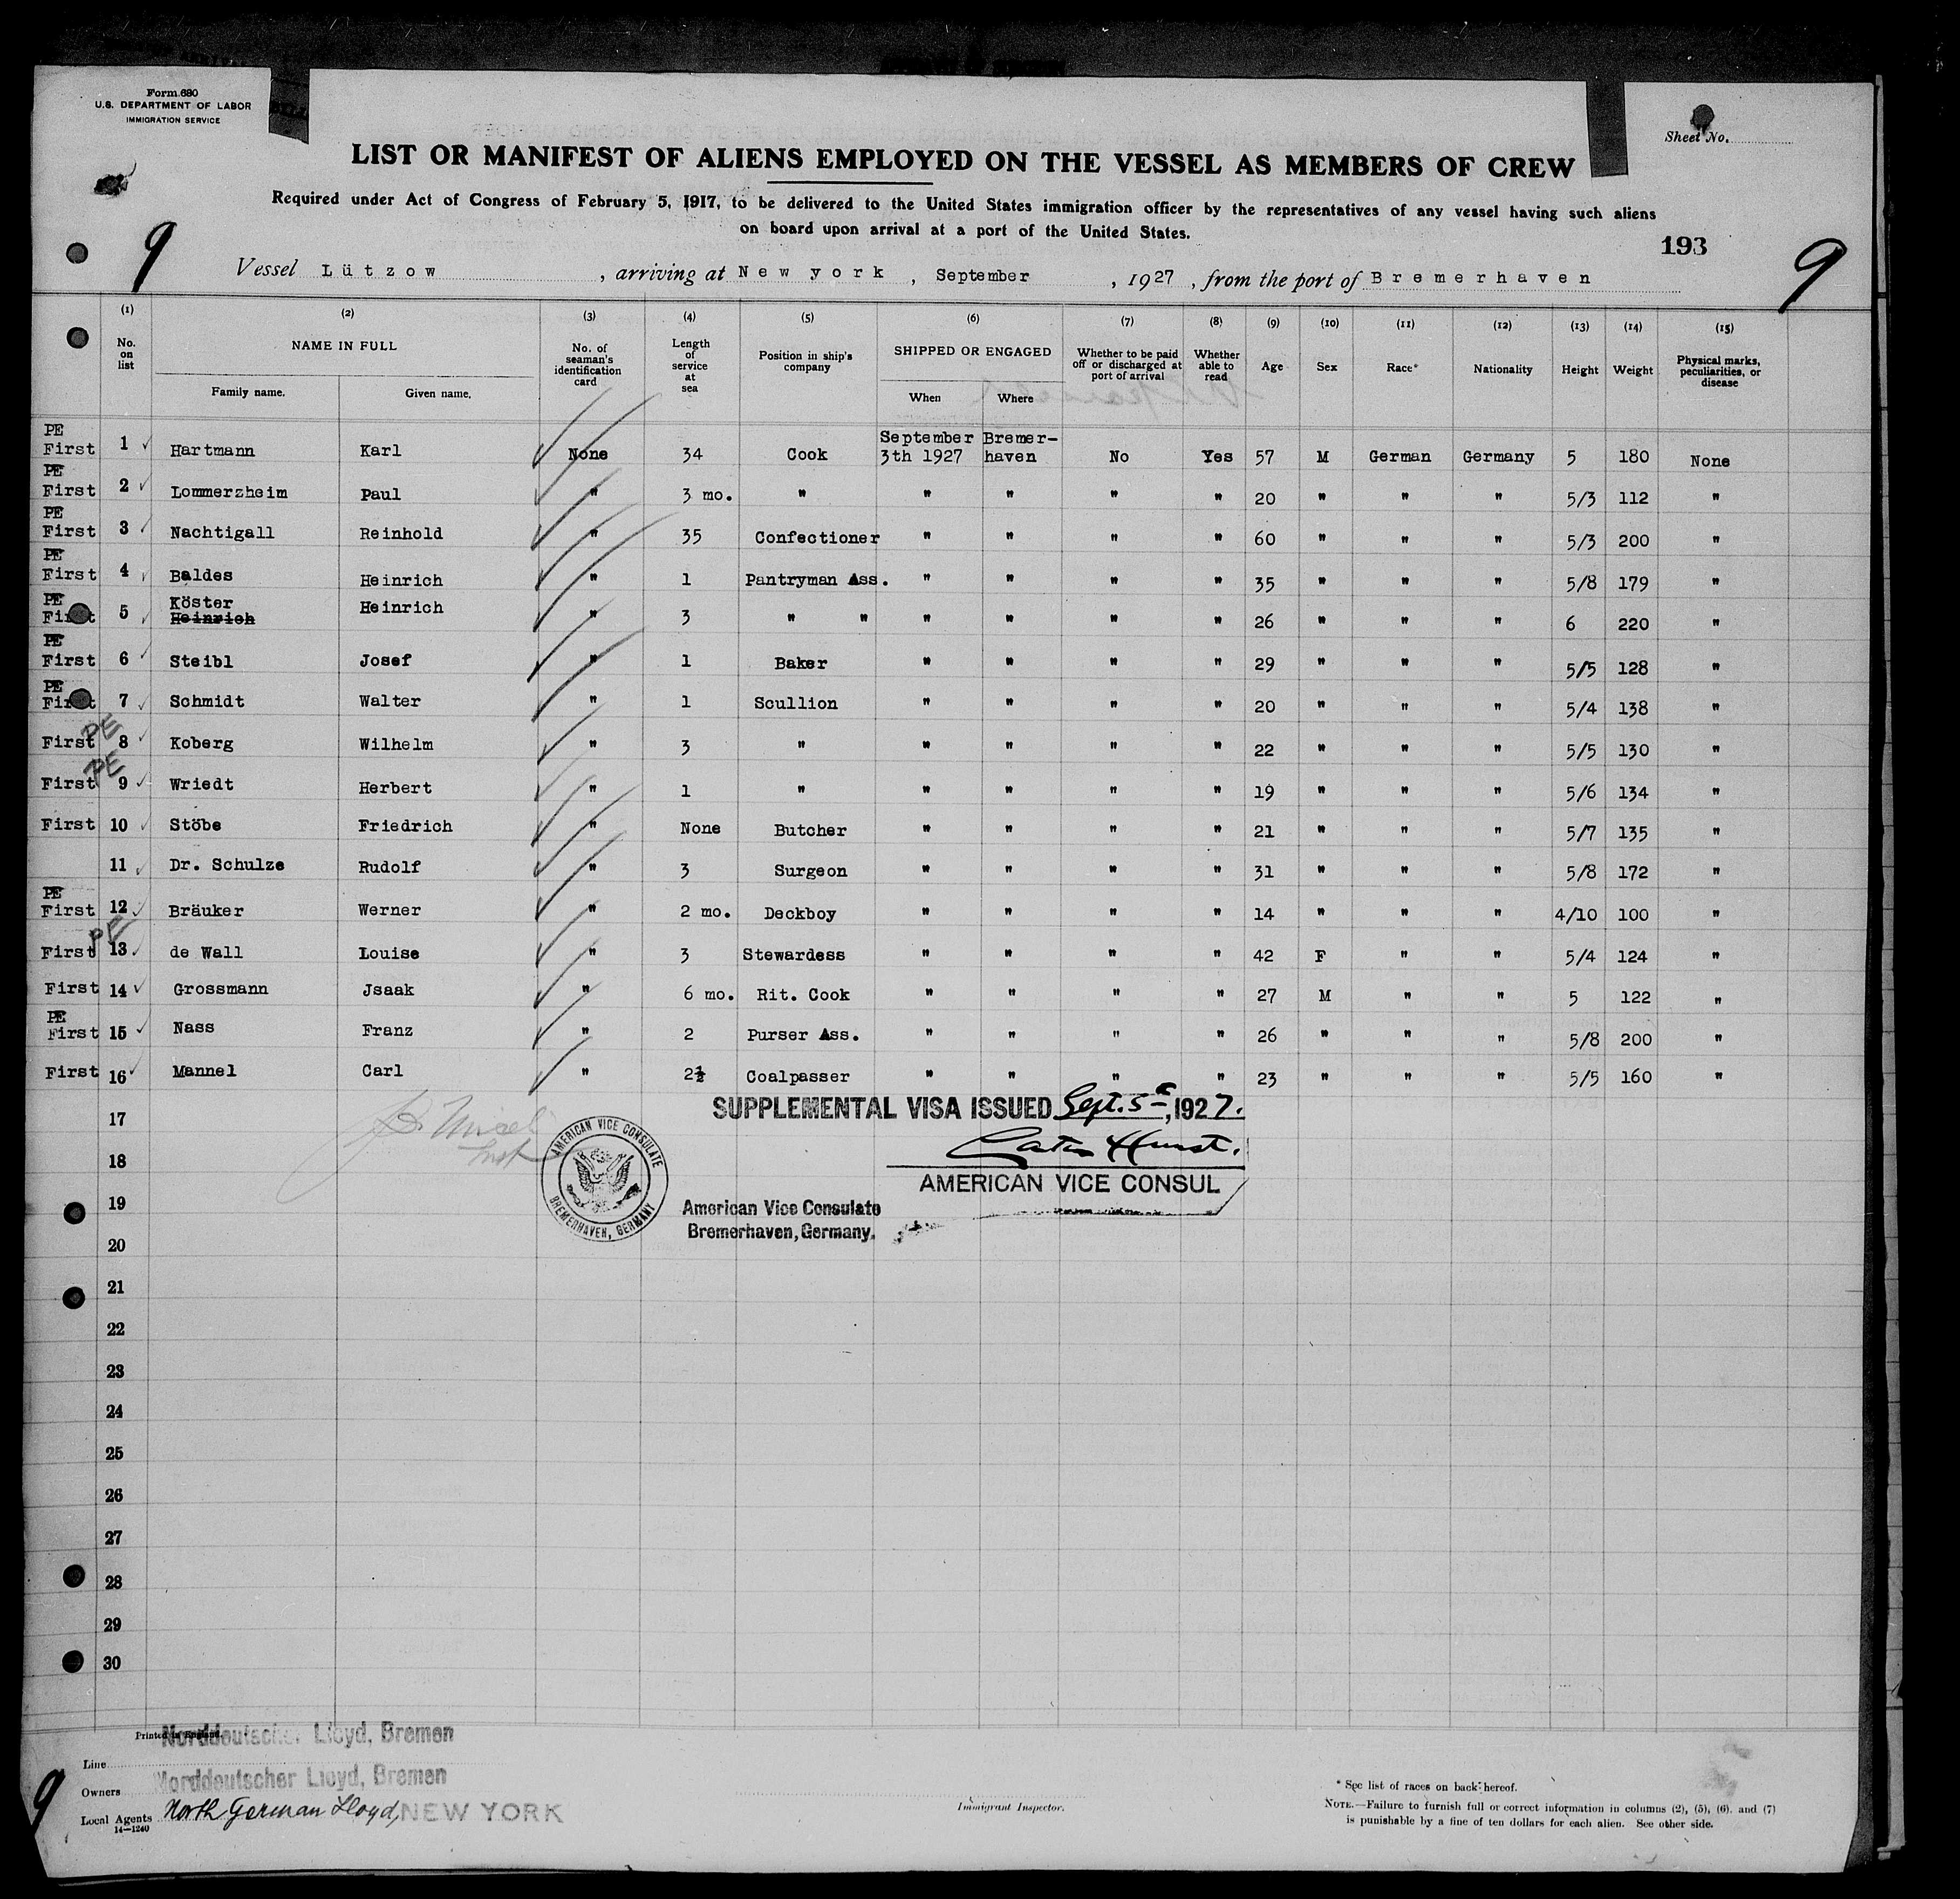 Form 680
U.S. DEPARTMENT OF LABOR
IMMIGRATION SERVICE
Sheet No.
LIST OR MANIFEST OF ALIENS EMPLOYED ON THE VESSEL AS MEMBERS OF CREW
Required under Act of Congress of February 5, 1917, to be delivered to the United States immigration officer by the representatives of any vessel having such aliens
on board upon arrival at a port of the United States.
193
9 9
Vessel Lützow, arriving at New york, September, 1927, from the port of Bremerhaven
(1) (2) (3) (4) (5) (6) (7) (8) (9) (10) (11) (12) (13) (14) (15)
No. on list NAME IN FULL Family name. Given name. No. of seaman's identification card Length of service at sea Position in ship's company SHIPPED OR ENGAGED When Where Whether to be paid off or discharged at port of arrival Whether able to read Age Sex Race* Nationality Height Weight Physical marks, peculiarities, or disease
PE First 1 Hartmann Karl None 34 Cook September 3th 1927 Bremer-haven No Yes 57 M German Germany 5 180 None
PE First 2 Lommerzheim Paul " 3 mo. " " " " " 20 " " " 5/3 112 "
PE First 3 Nachtigall Reinhold " 35 Confectioner " " " " 60 " " " 5/3 200 "
PE First 4 Baldes Heinrich " 1 Pantryman Ass. " " " " 35 " " " 5/8 179 "
PE First 5 Köster Heinrich Heinrich " 3 " " " " " " 26 " " " 6 220 "
PE First 6 Steibl Josef " 1 Baker " " " " 29 " " " 5/5 128 "
PE First 7 Schmidt Walter " 1 Scullion " " " " 20 " " " 5/4 138 "
PE First 8 Koberg Wilhelm " 3 " " " " " 22 " " " 5/5 130 "
PE First 9 Wriedt Herbert " 1 " " " " " 19 " " " 5/6 134 "
First 10 Stöbe Friedrich " None Butcher " " " " 21 " " " 5/7 135 "
11 Dr. Schulze Rudolf " 3 Surgeon " " " " 31 " " " 5/8 172 "
PE First 12 Bräuker Werner " 2 mo. Deckboy " " " " 14 " " " 4/10 100 "
PE First 13 de Wall Louise " 3 Stewardess " " " " 42 F " " 5/4 124 "
First 14 Grossmann Jsaak " 6 mo. Rit. Cook " " " " 27 M " " 5 122 "
PE First 15 Nass Franz " 2 Purser Ass. " " " " 26 " " " 5/8 200 "
First 16 Mannel Carl " 2½ Coalpasser " " " " 23 " " " 5/5 160 "
17
SUPPLEMENTAL VISA ISSUED Sept. 5, 1927.
18
AMERICAN VICE CONSUL
AMERICAN VICE CONSULATE
BREMERHAVEN, GERMANY
19
American Vice Consulate
Bremerhaven, Germany.
20
21
22
23
24
25
26
27
28
29
30
Printed in England
Line Norddeutscher Lloyd, Bremen
Owners Norddeutscher Lloyd, Bremen
Local Agents North German Lloyd, NEW YORK
14—1240
9
Immigrant Inspector.
* See list of races on back hereof.
NOTE.—Failure to furnish full or correct information in columns (2), (5), (6). and (7)
is punishable by a fine of ten dollars for each alien. See other side.